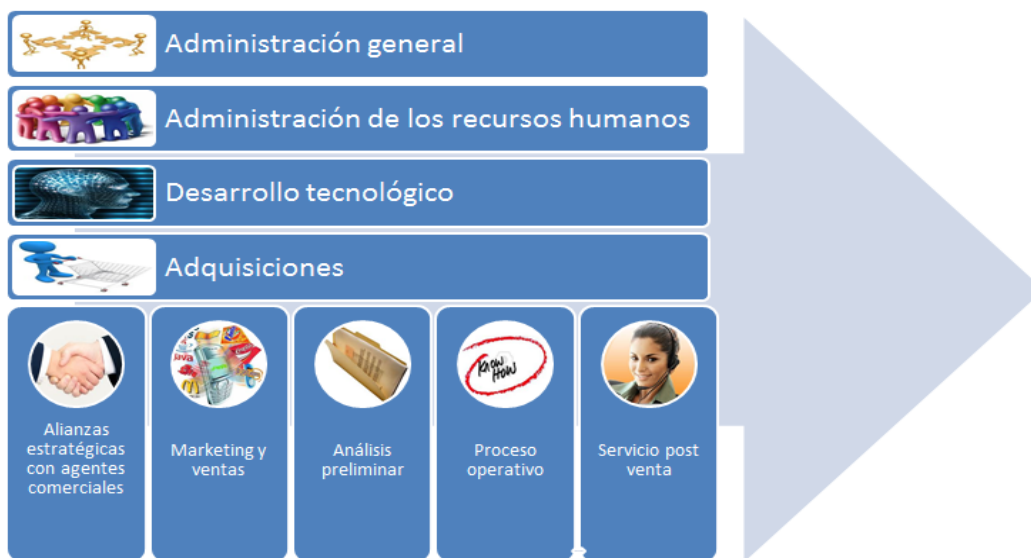 Administración general
Administración de los recursos humanos
Desarrollo tecnológico
Adquisiciones
Alianzas
estratégicas
con agentes
comerciales
Java
Marketing y
ventas
Análisis
preliminar
Know
How
Proceso
operativo
Servicio post
venta